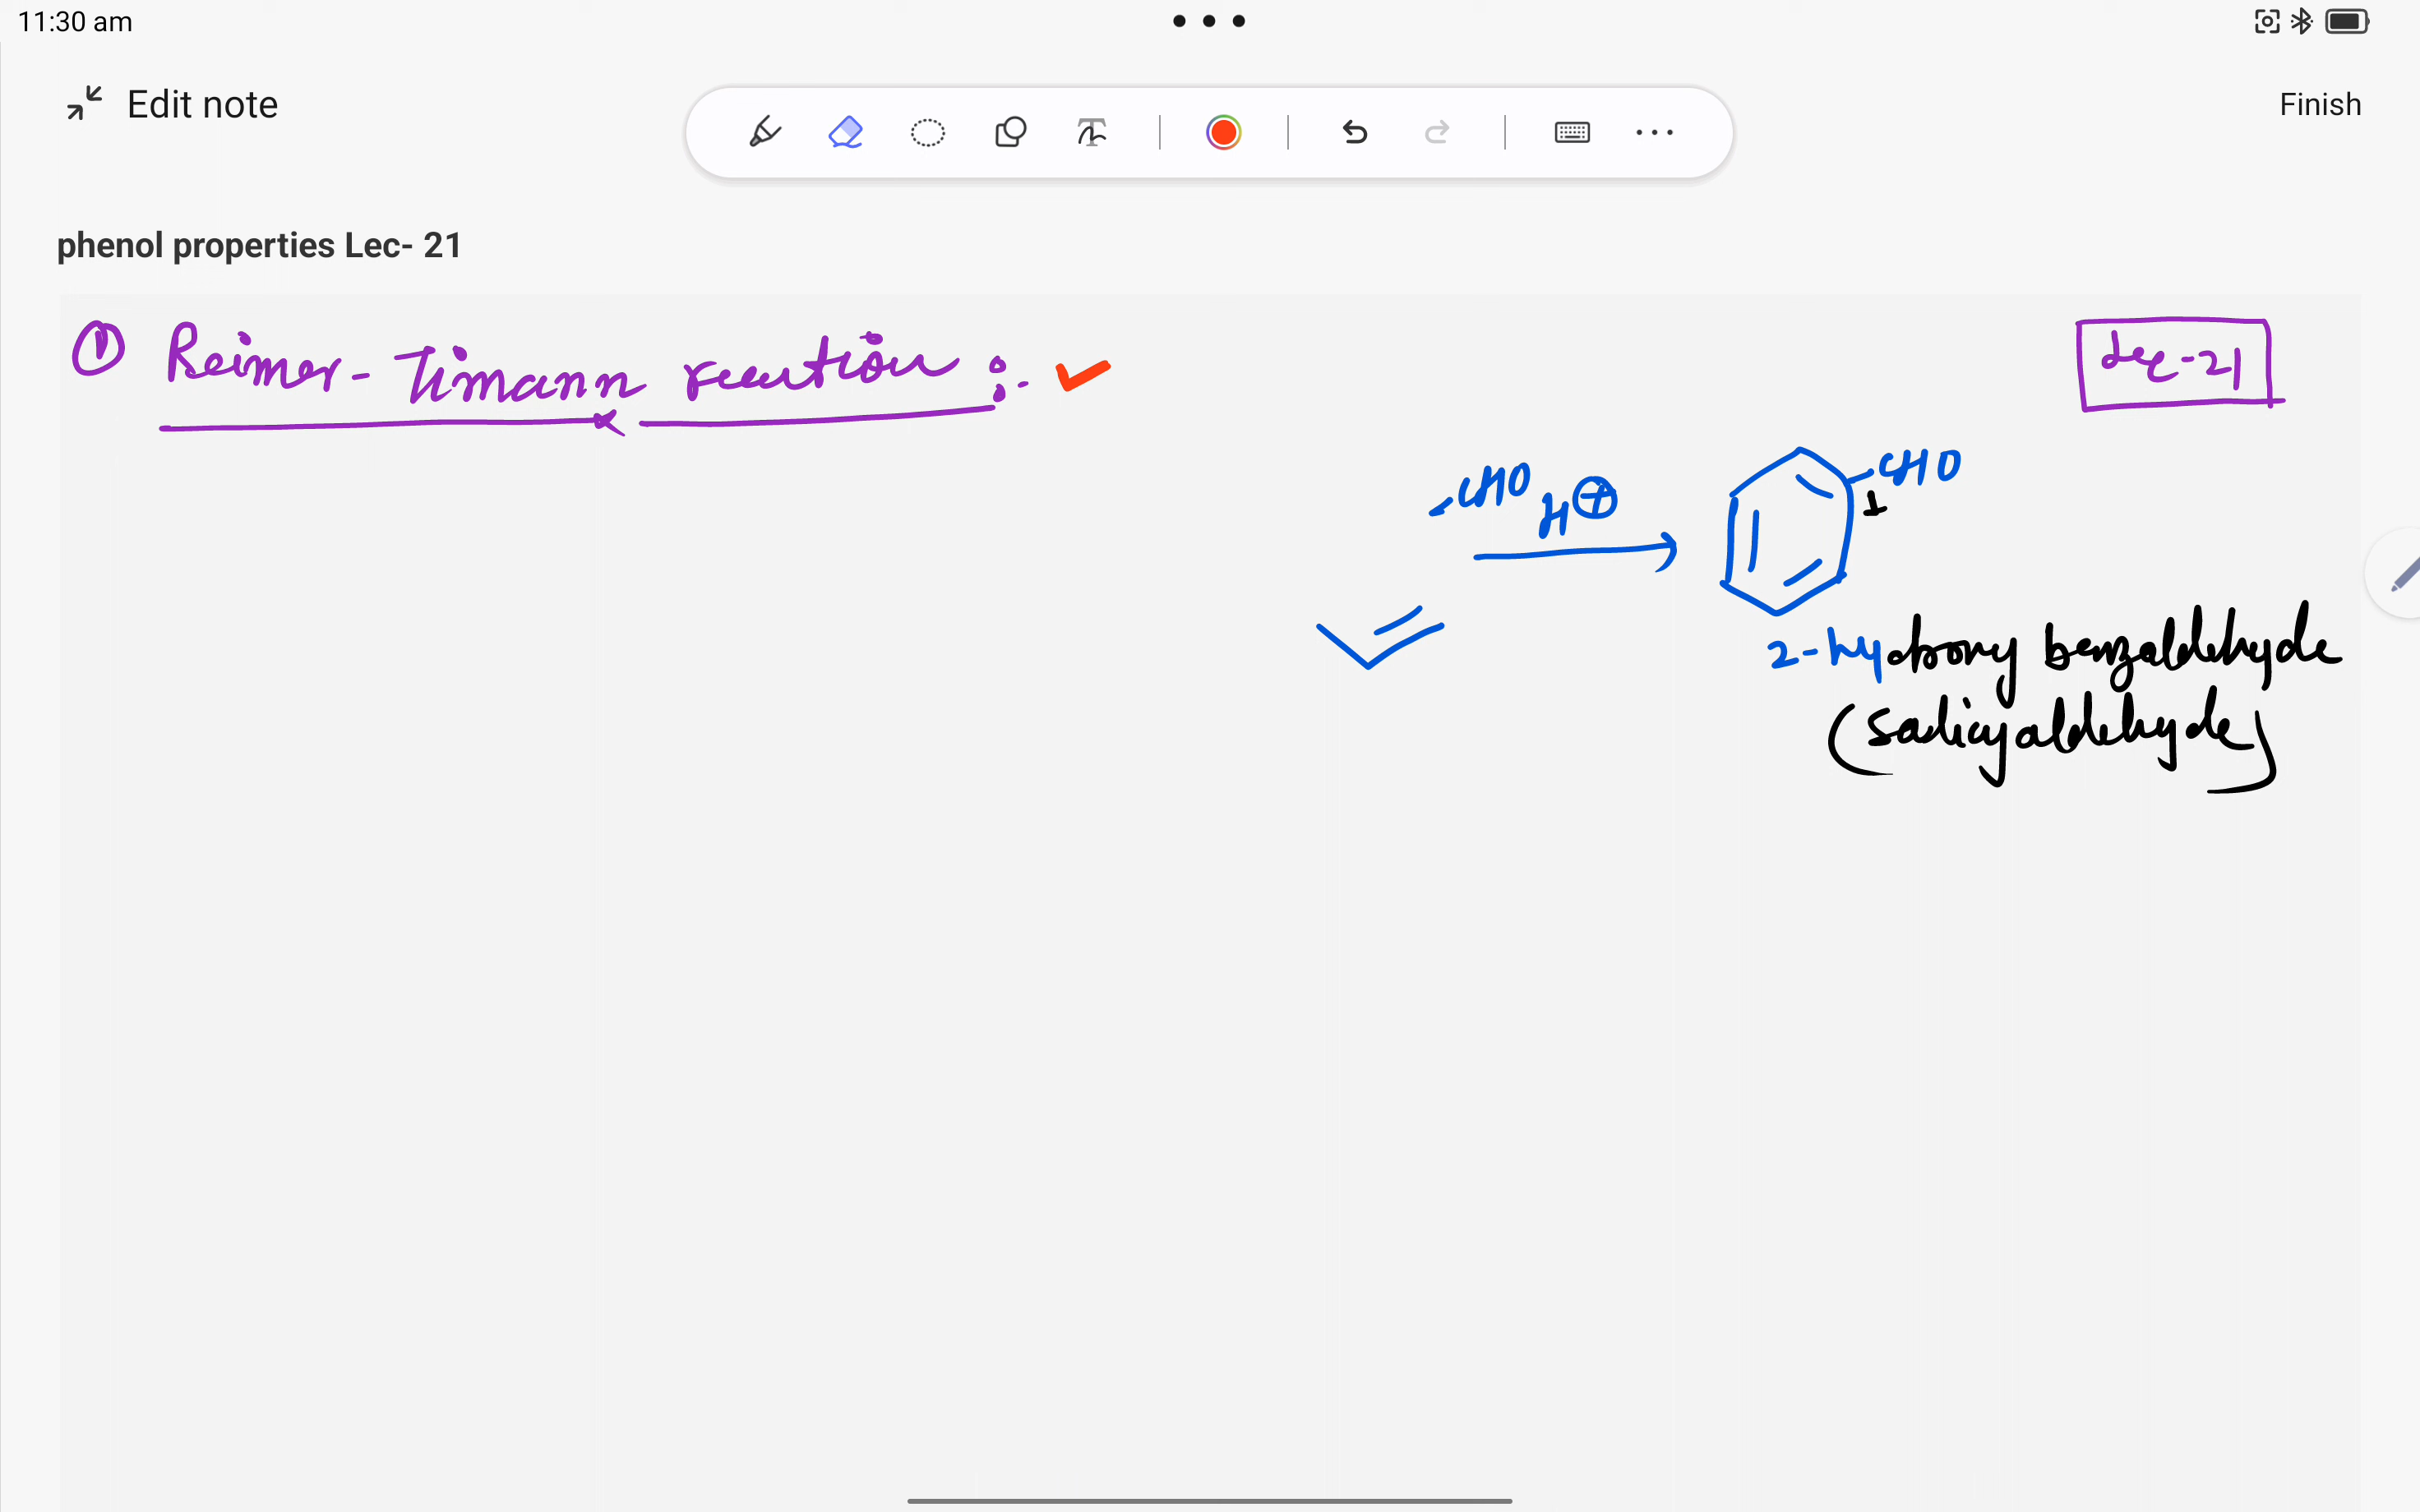 11:30 am
Edit note
Finish
phenol properties Lec- 21
① Reimer-Timann reaction :-
Lec-21
-CHO H⊕
-CHO
1
2-hydroxy benzaldehyde
(salicyaldehyde)